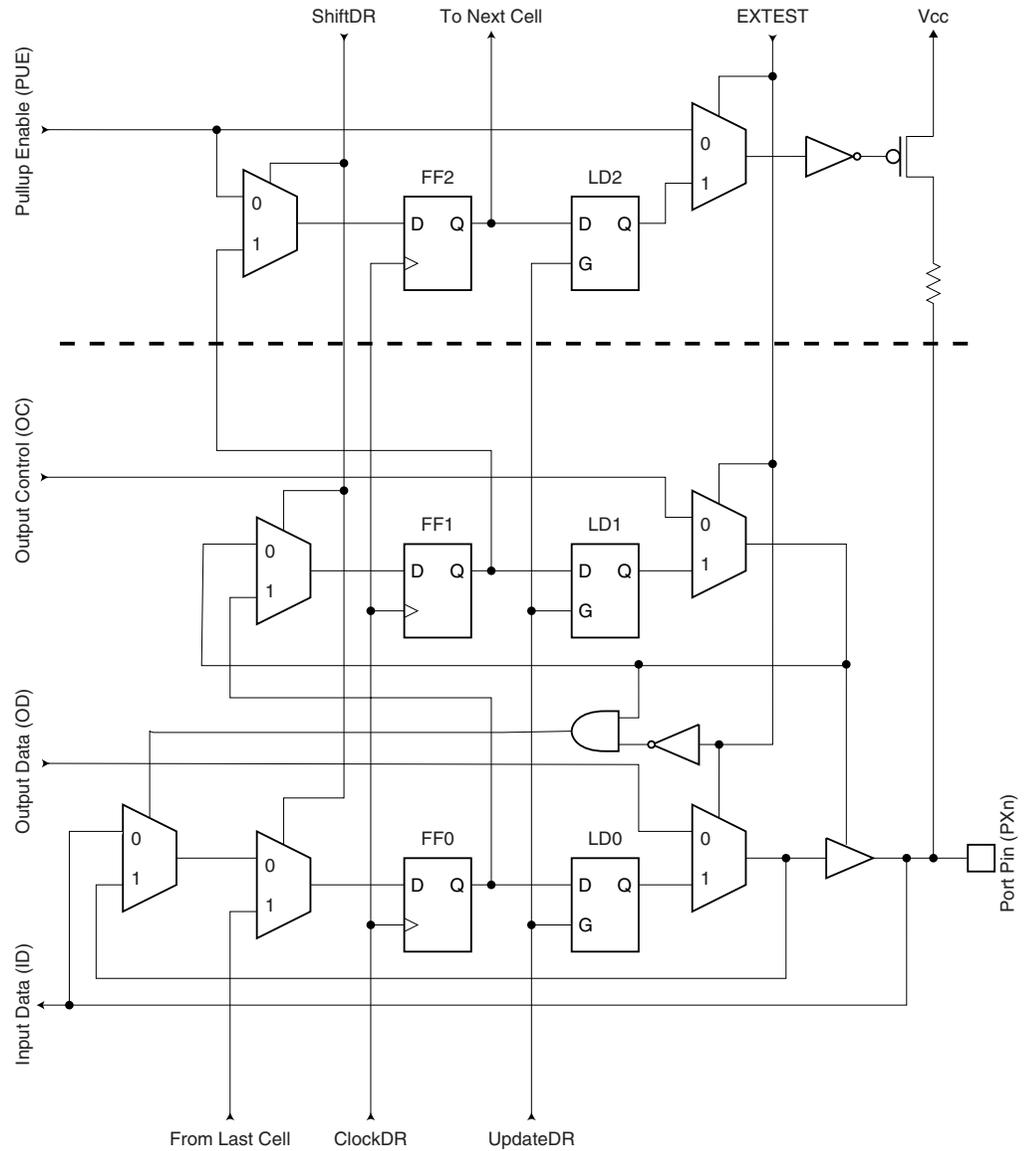 ShiftDR
To Next Cell
EXTEST
Vcc
Pullup Enable (PUE)
0
1
FF2
D Q
LD2
D Q
G
0
1
Output Control (OC)
0
1
FF1
D Q
LD1
D Q
G
0
1
Output Data (OD)
0
1
0
1
FF0
D Q
LD0
D Q
G
0
1
Port Pin (PXn)
Input Data (ID)
From Last Cell
ClockDR
UpdateDR